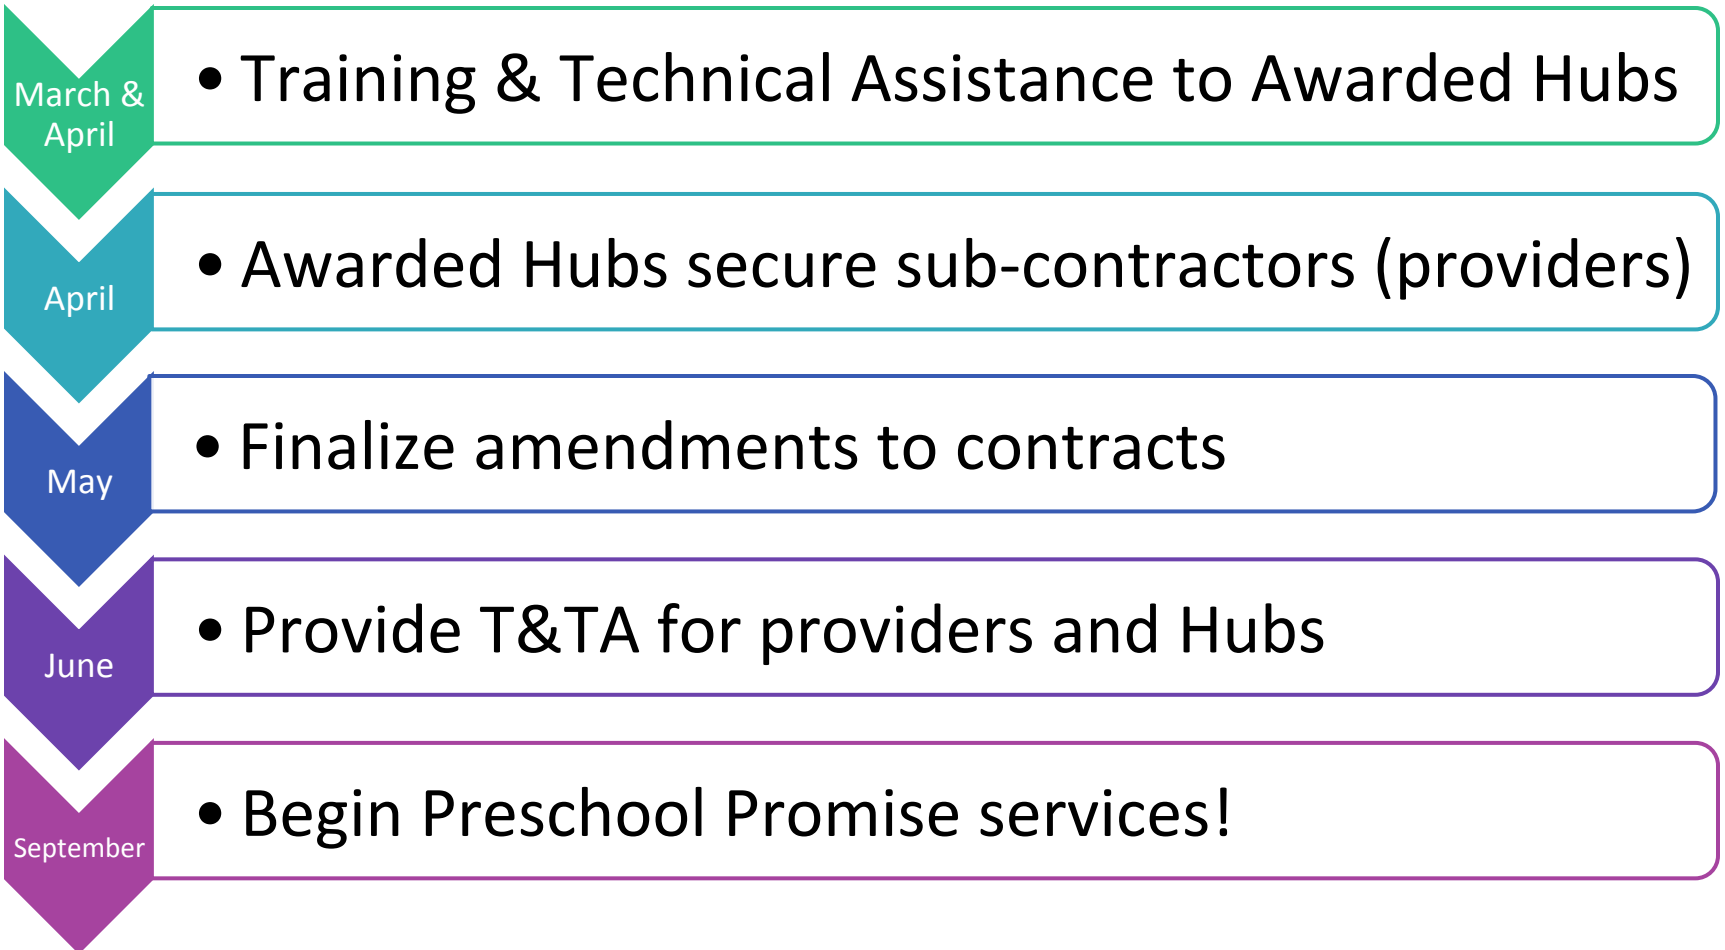 March &
April
• Training & Technical Assistance to Awarded Hubs
April
• Awarded Hubs secure sub-contractors (providers)
May
• Finalize amendments to contracts
June
• Provide T&TA for providers and Hubs
September
• Begin Preschool Promise services!